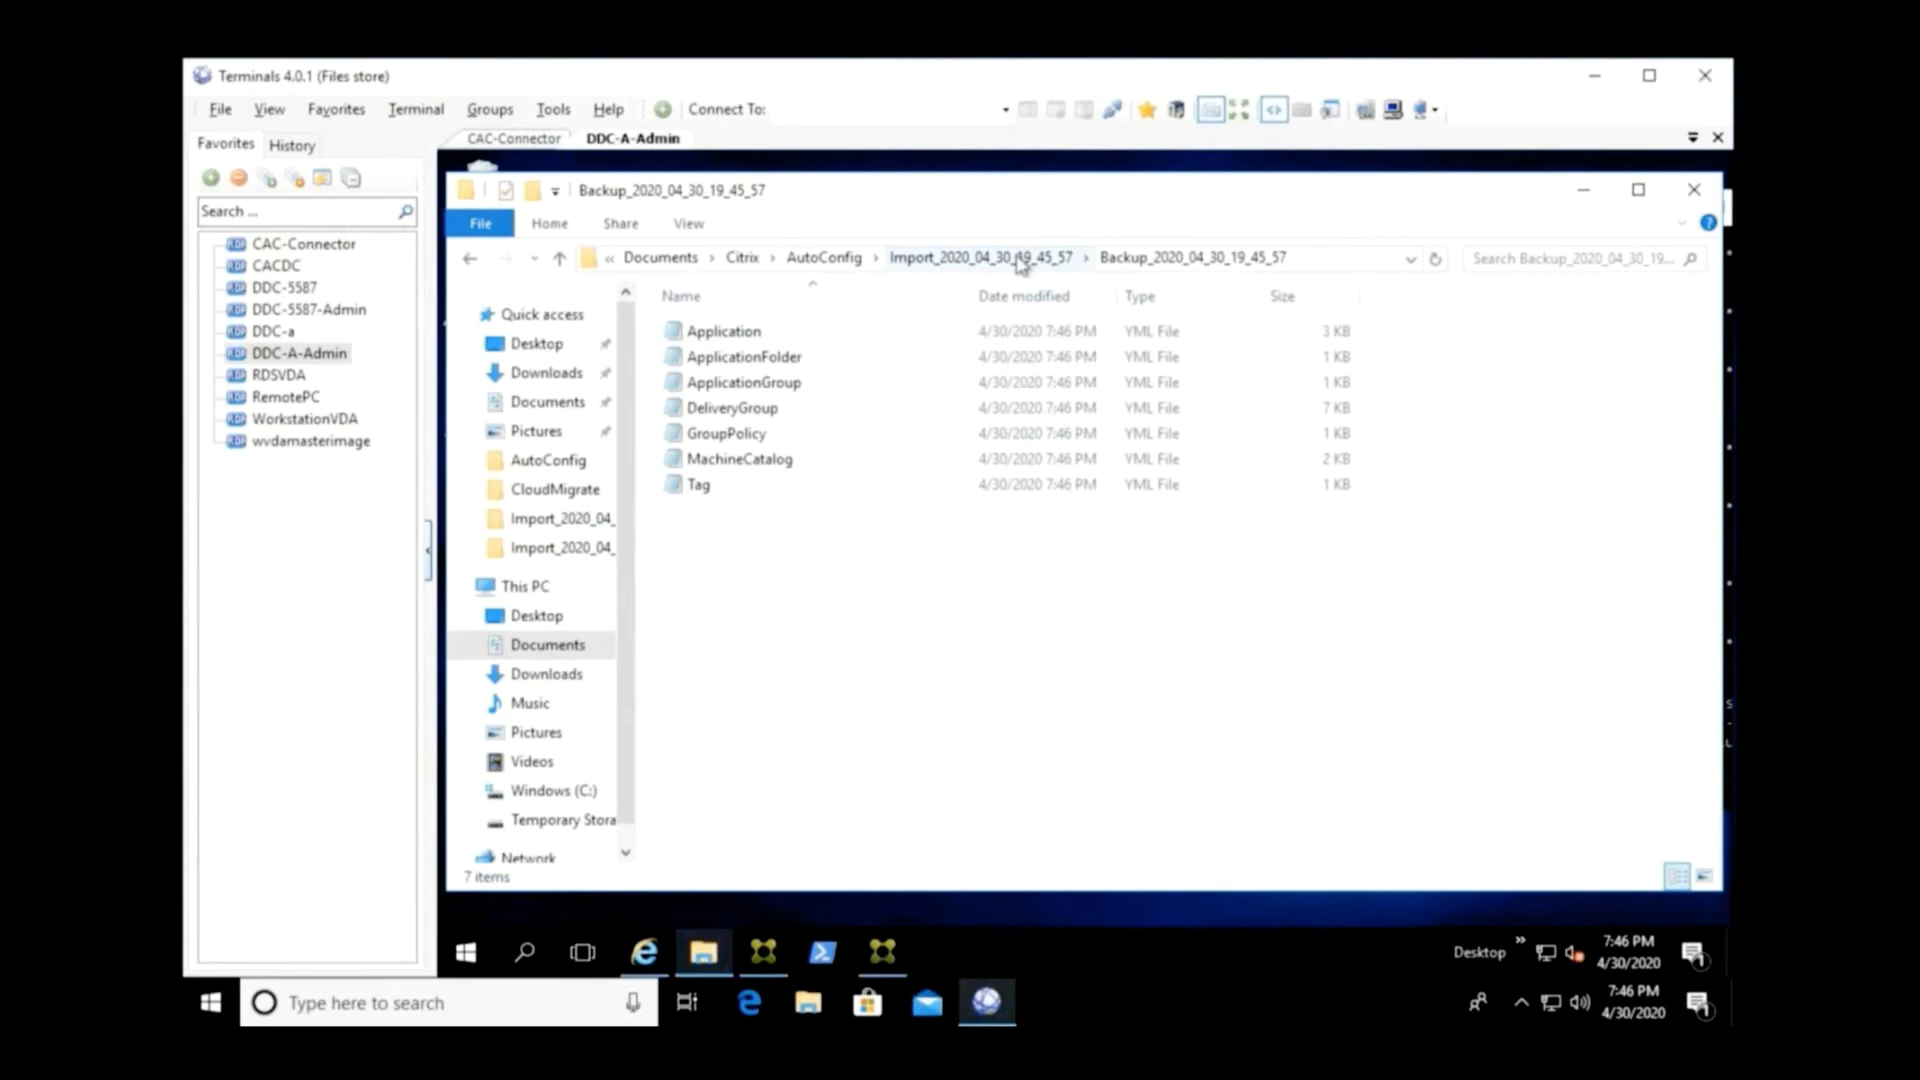 Terminals 4.0.1 (Files store)
File View Favorites Terminal Groups Tools Help Connect To:
Favorites History
CAC-Connector DDC-A-Admin
Search ...
CAC-Connector
CACDC
DDC-5587
DDC-5587-Admin
DDC-a
DDC-A-Admin
RDSVDA
RemotePC
WorkstationVDA
wvdamasterimage
Backup_2020_04_30_19_45_57
File Home Share View
« Documents › Citrix › AutoConfig › Import_2020_04_30_19_45_57 › Backup_2020_04_30_19_45_57
Search Backup_2020_04_30_19...
Quick access
Desktop
Downloads
Documents
Pictures
AutoConfig
CloudMigrate
Import_2020_04_
Import_2020_04_
This PC
Desktop
Documents
Downloads
Music
Pictures
Videos
Windows (C:)
Temporary Stora
Network
Name Date modified Type Size
Application 4/30/2020 7:46 PM YML File 3 KB
ApplicationFolder 4/30/2020 7:46 PM YML File 1 KB
ApplicationGroup 4/30/2020 7:46 PM YML File 1 KB
DeliveryGroup 4/30/2020 7:46 PM YML File 7 KB
GroupPolicy 4/30/2020 7:46 PM YML File 1 KB
MachineCatalog 4/30/2020 7:46 PM YML File 2 KB
Tag 4/30/2020 7:46 PM YML File 1 KB
7 items
Desktop
7:46 PM
4/30/2020
Type here to search
7:46 PM
4/30/2020